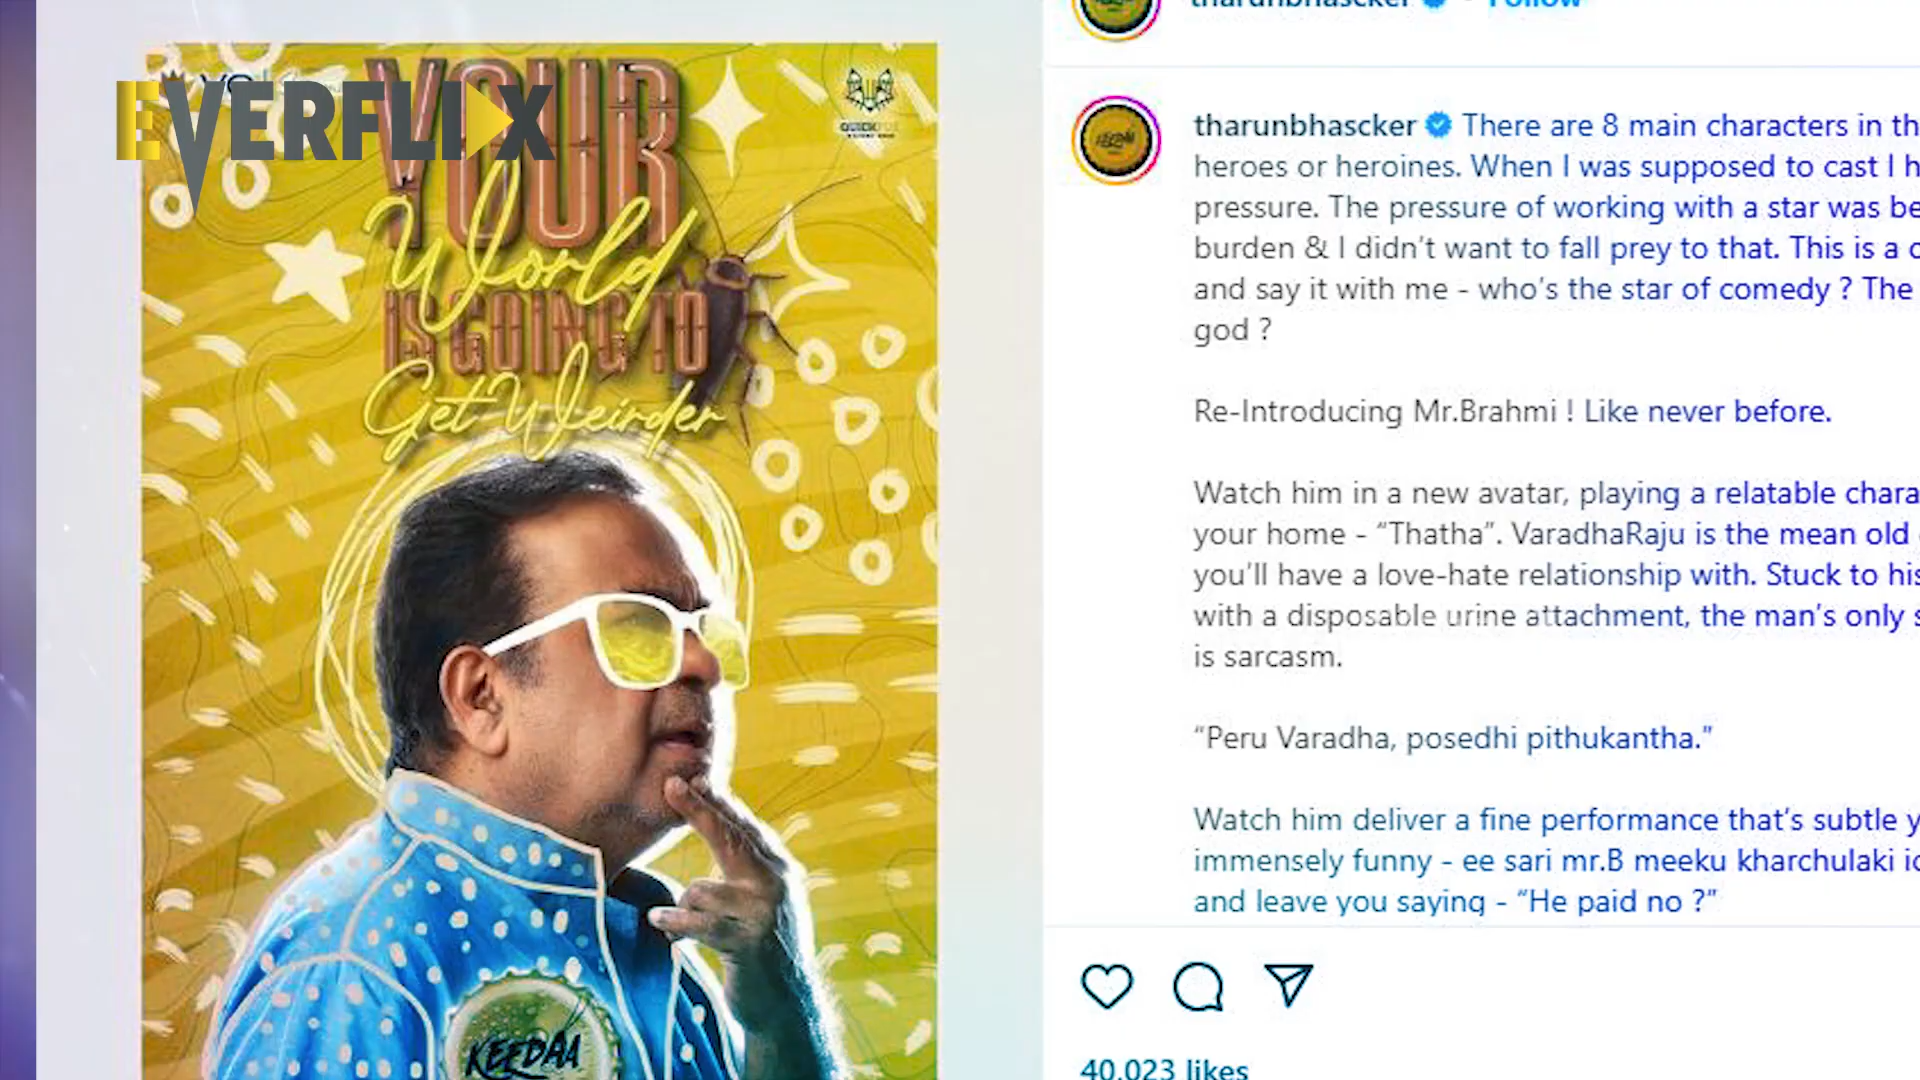 EVERFLIX
YOUR
World
IS GOING TO
Get Weirder
KEEDAA
tharunbhascker Follow
tharunbhascker There are 8 main characters in th
heroes or heroines. When I was supposed to cast I h
pressure. The pressure of working with a star was be
burden & I didn't want to fall prey to that. This is a c
and say it with me - who's the star of comedy ? The
god ?
Re-Introducing Mr.Brahmi ! Like never before.
Watch him in a new avatar, playing a relatable chara
your home - “Thatha”. VaradhaRaju is the mean old
you'll have a love-hate relationship with. Stuck to his
with a disposable urine attachment, the man's only s
is sarcasm.
“Peru Varadha, posedhi pithukantha.”
Watch him deliver a fine performance that's subtle y
immensely funny - ee sari mr.B meeku kharchulaki ic
and leave you saying - “He paid no ?”
40,023 likes